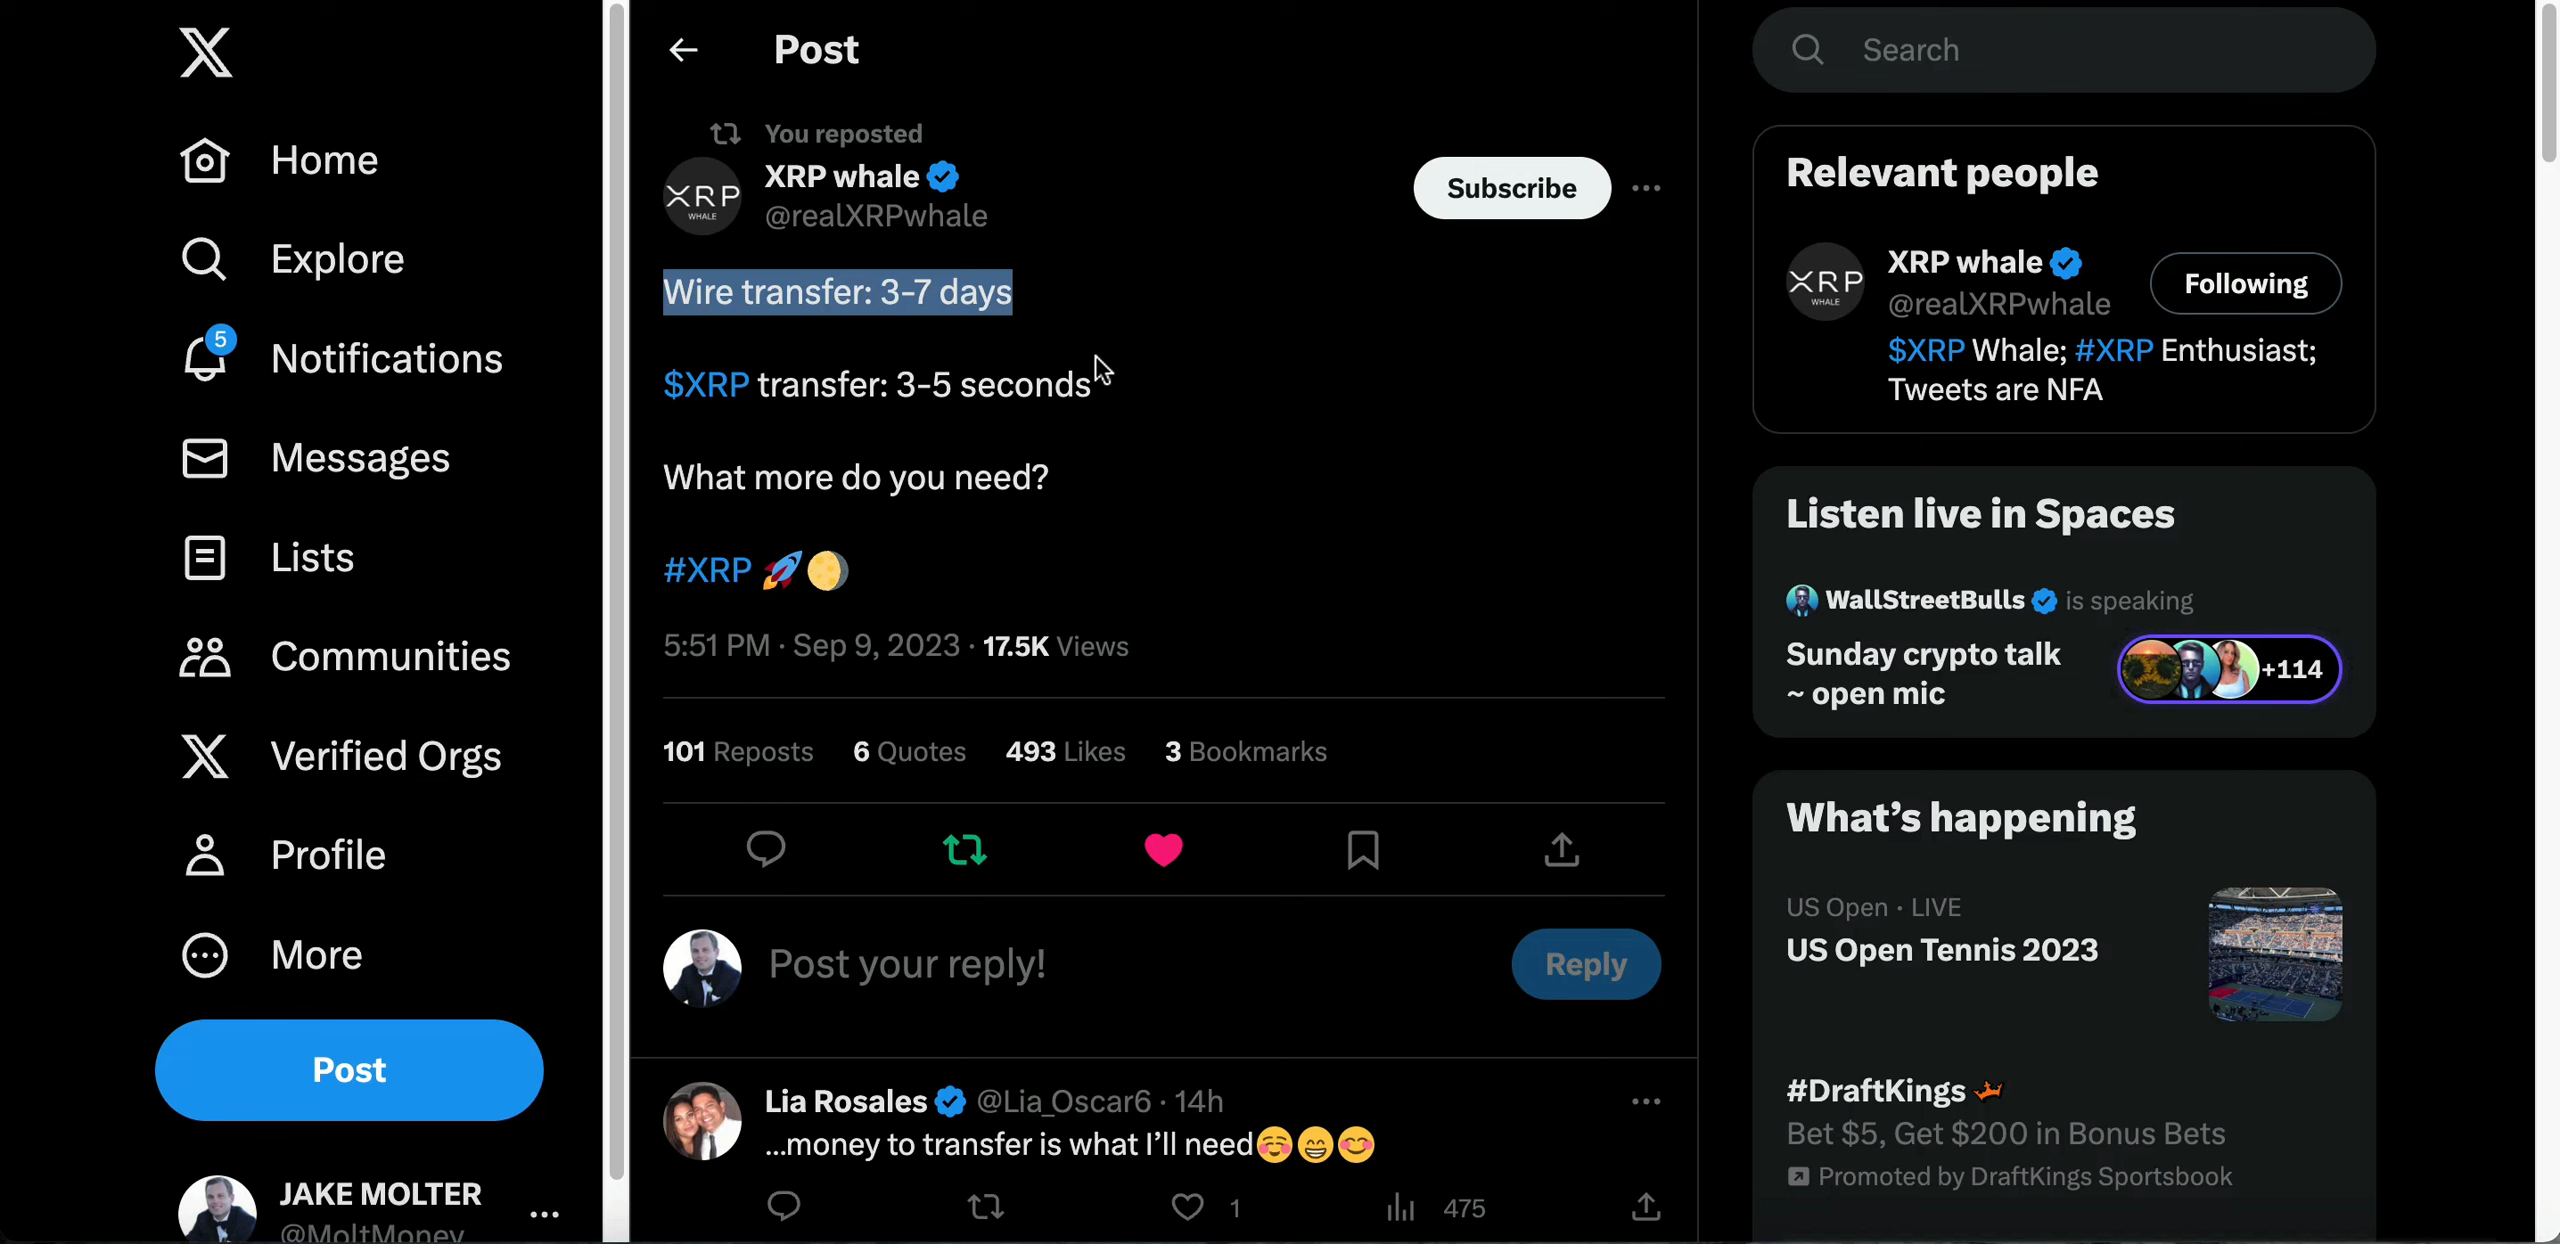 Home
Explore
5
Notifications
Messages
Lists
Communities
Verified Orgs
Profile
More
Post
JAKE MOLTER
@MoltMoney
Post
You reposted
XRP
WHALE
XRP whale
@realXRPwhale
Subscribe
Wire transfer: 3-7 days
$XRP transfer: 3-5 seconds
What more do you need?
#XRP 🚀🌖
5:51 PM · Sep 9, 2023 · 17.5K Views
101 Reposts 6 Quotes 493 Likes 3 Bookmarks
Post your reply!
Reply
Lia Rosales @Lia_Oscar6 · 14h
...money to transfer is what I'll need☺️😁😊
1
475
Search
Relevant people
XRP
WHALE
XRP whale
@realXRPwhale
Following
$XRP Whale; #XRP Enthusiast;
Tweets are NFA
Listen live in Spaces
WallStreetBulls is speaking
Sunday crypto talk
~ open mic
+114
What's happening
US Open · LIVE
US Open Tennis 2023
#DraftKings
Bet $5, Get $200 in Bonus Bets
Promoted by DraftKings Sportsbook